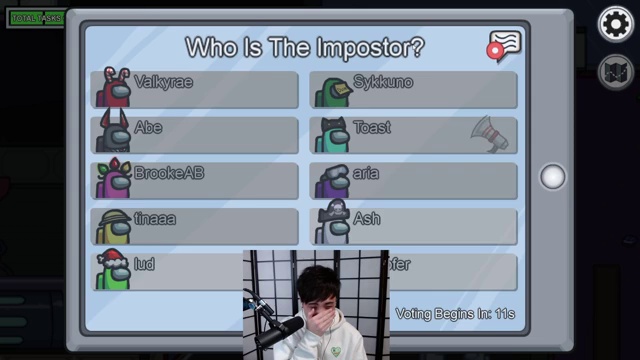 TOTAL TASKS
Who Is The Impostor?
Valkyrae
Sykkuno
Abe
Toast
BrookeAB
aria
tinaaa
Ash
lud
ofer
Voting Begins In: 11s